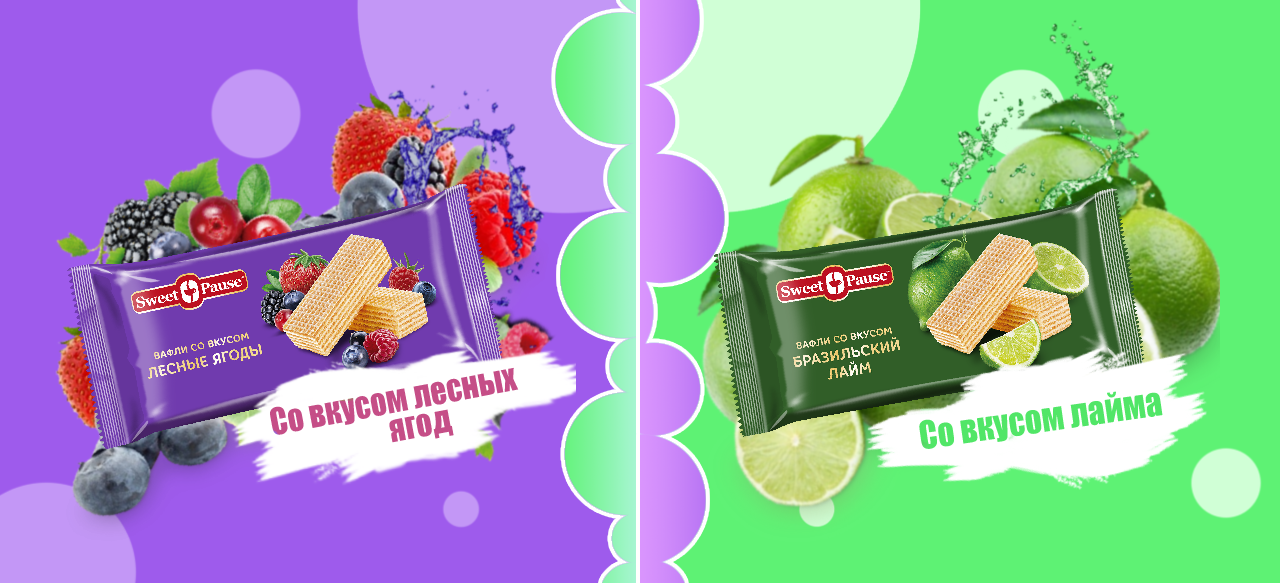 Sweet Pause
ВАФЛИ СО ВКУСОМ
ЛЕСНЫЕ ЯГОДЫ
Со вкусом лесных
ягод
Sweet Pause
ВАФЛИ СО ВКУСОМ
БРАЗИЛЬСКИЙ
ЛАЙМ
Со вкусом лайма